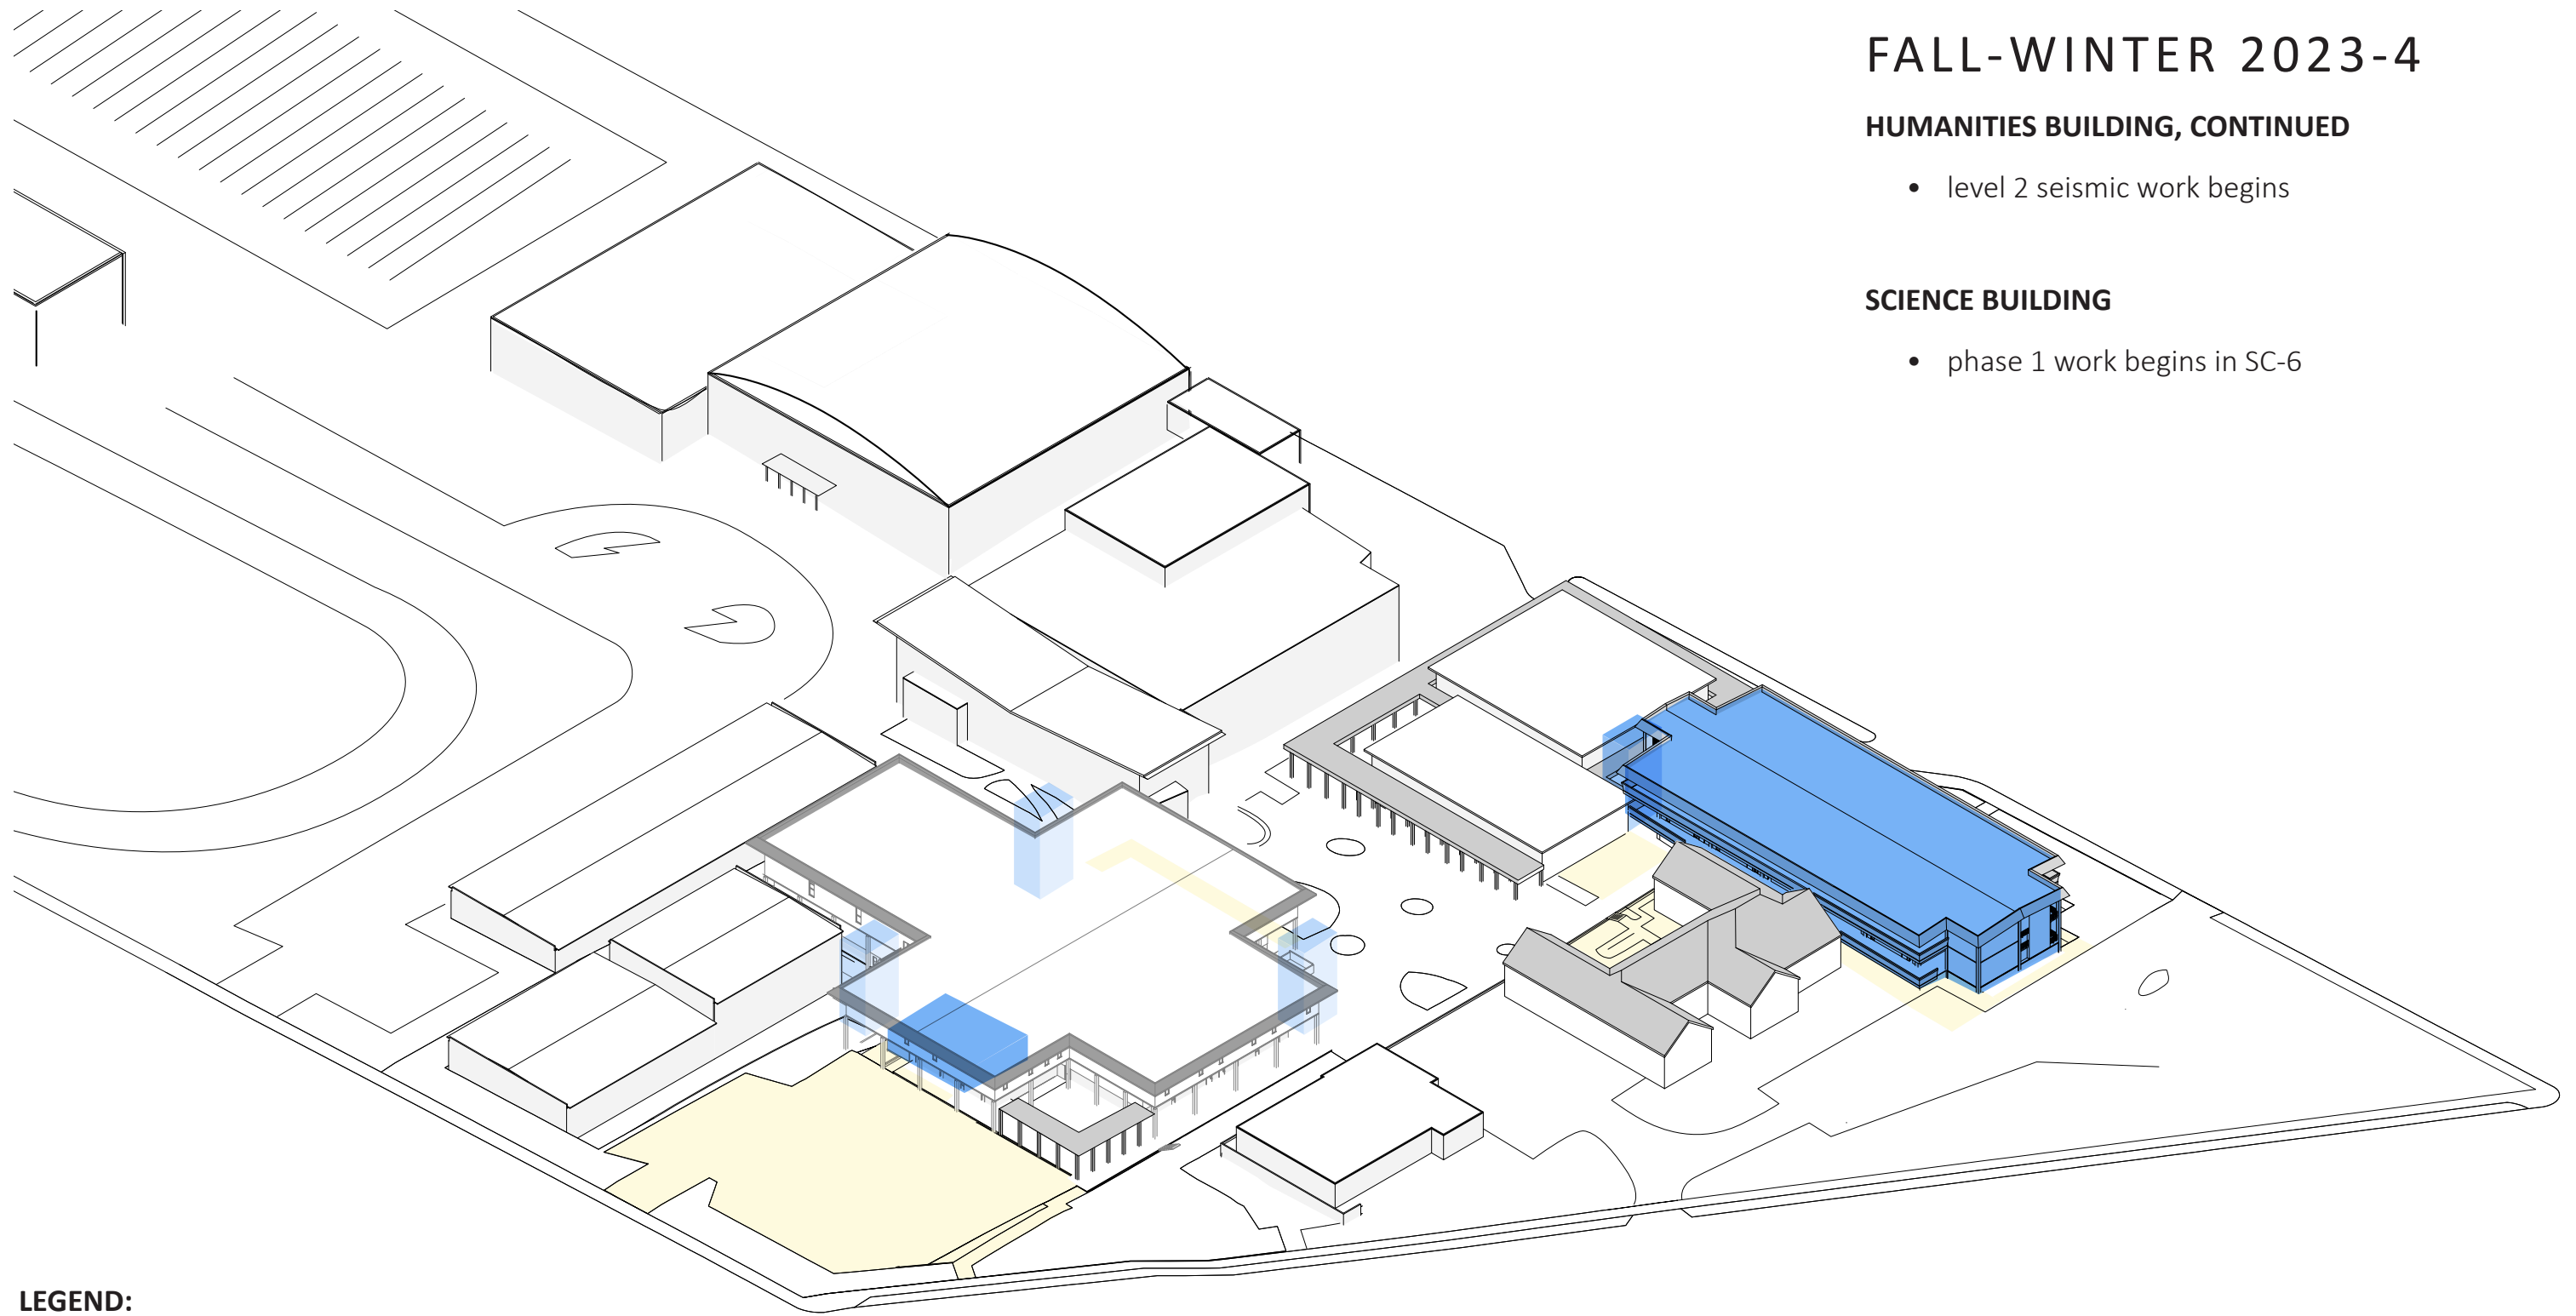 FALL-WINTER 2023-4
HUMANITIES BUILDING, CONTINUED
• level 2 seismic work begins
SCIENCE BUILDING
• phase 1 work begins in SC-6
LEGEND: